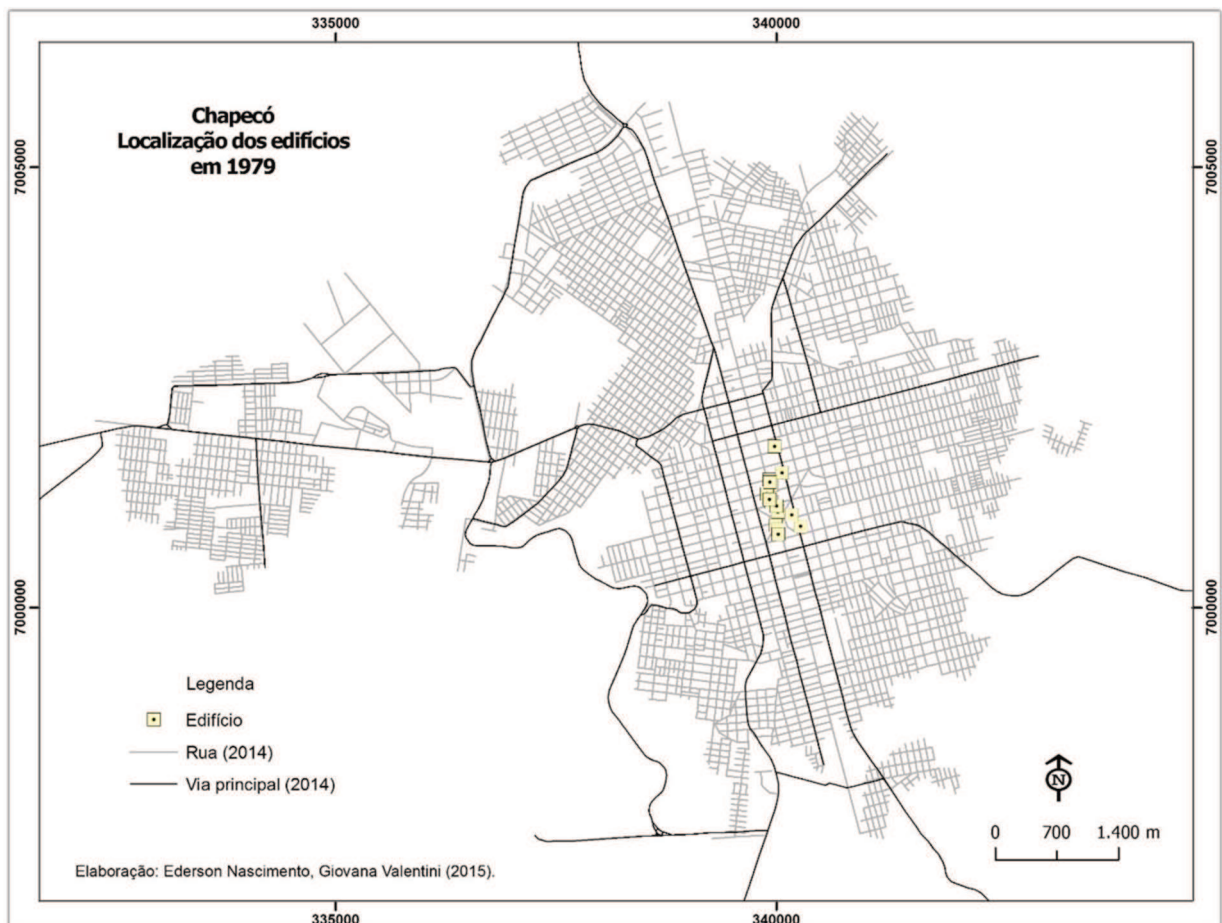 335000
340000
Chapecó
Localização dos edifícios
em 1979
7005000
7005000
7000000
7000000
Legenda
Edifício
Rua (2014)
Via principal (2014)
N
0 700 1.400 m
Elaboração: Ederson Nascimento, Giovana Valentini (2015).
335000
340000